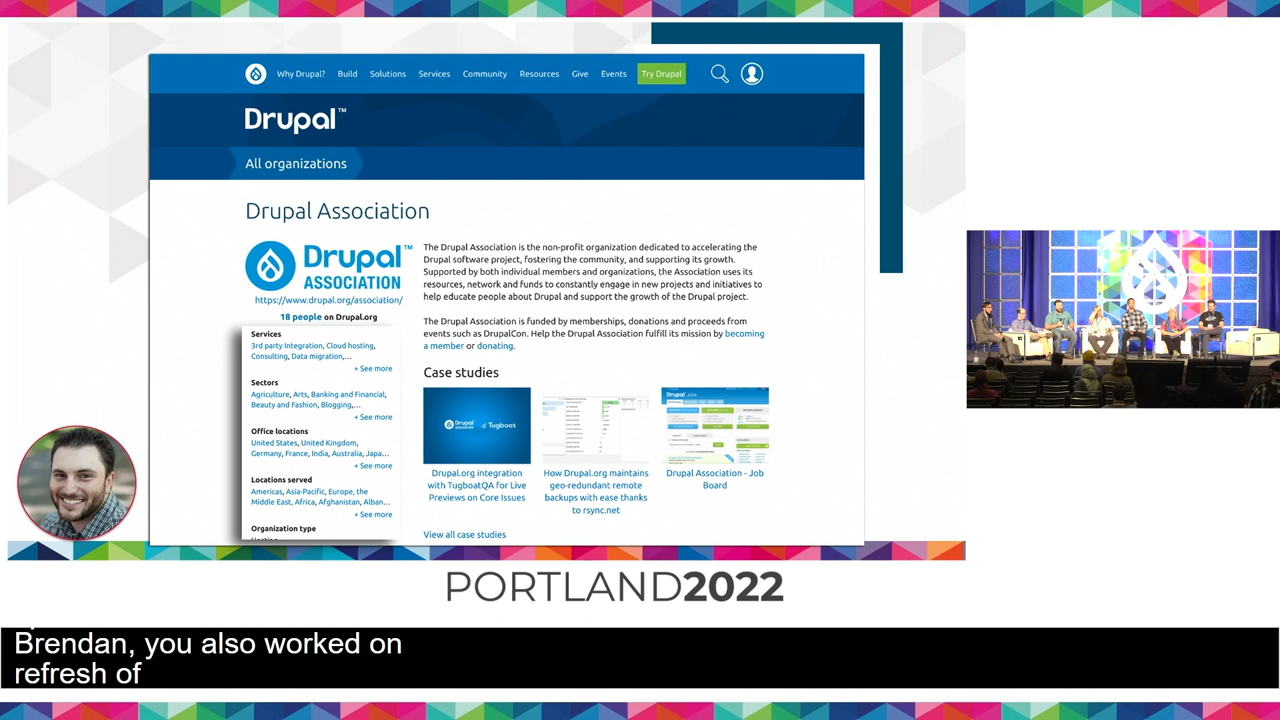 Why Drupal? Build Solutions Services Community Resources Give Events Try Drupal
Drupal™
All organizations
Drupal Association
Drupal™
ASSOCIATION
https://www.drupal.org/association/
18 people on Drupal.org
Services
3rd party Integration, Cloud hosting,
Consulting, Data migration,...
+ See more
Sectors
Agriculture, Arts, Banking and Financial,
Beauty and Fashion, Blogging,...
+ See more
Office locations
United States, United Kingdom,
Germany, France, India, Australia, Japa...
+ See more
Locations served
Americas, Asia-Pacific, Europe, the
Middle East, Africa, Afghanistan, Alban...
+ See more
Organization type
The Drupal Association is the non-profit organization dedicated to accelerating the
Drupal software project, fostering the community, and supporting its growth.
Supported by both individual members and organizations, the Association uses its
resources, network and funds to constantly engage in new projects and initiatives to
help educate people about Drupal and support the growth of the Drupal project.
The Drupal Association is funded by memberships, donations and proceeds from
events such as DrupalCon. Help the Drupal Association fulfill its mission by becoming
a member or donating.
Case studies
Drupal Tugboat
Drupal.org integration
with TugboatQA for Live
Previews on Core Issues
How Drupal.org maintains
geo-redundant remote
backups with ease thanks
to rsync.net
Drupal Jobs
Drupal Association - Job
Board
View all case studies
PORTLAND2022
Brendan, you also worked on
refresh of